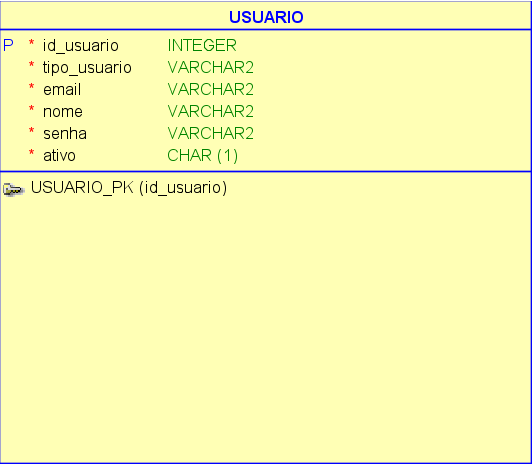 USUARIO
P * id_usuario INTEGER
* tipo_usuario VARCHAR2
* email VARCHAR2
* nome VARCHAR2
* senha VARCHAR2
* ativo CHAR (1)
USUARIO_PK (id_usuario)